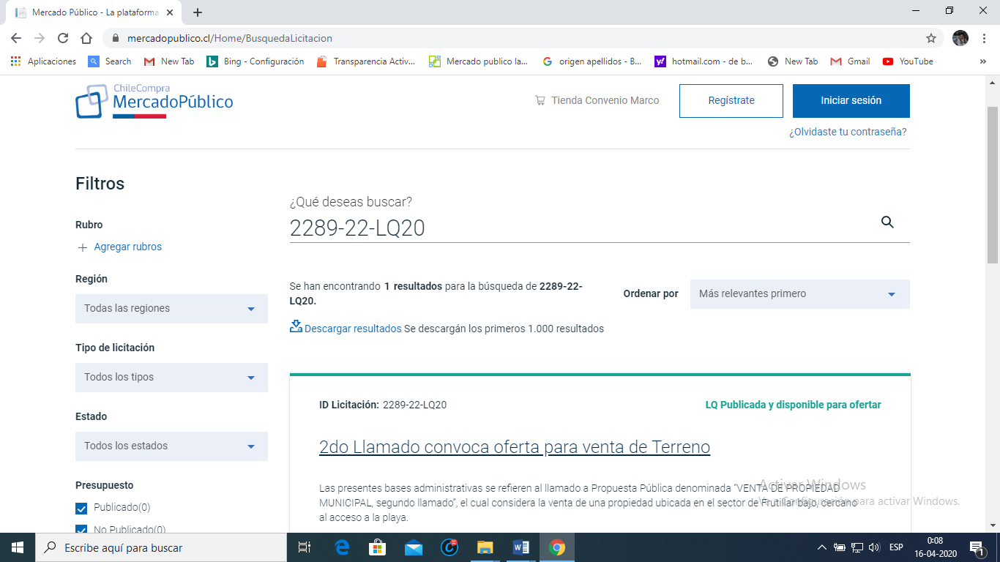 Mercado Público - La plataforma
mercadopublico.cl/Home/BusquedaLicitacion
Aplicaciones Search New Tab Bing - Configuración Transparencia Activ... Mercado publico la... origen apellidos - B... hotmail.com - de b... New Tab Gmail YouTube »
ChileCompra
MercadoPúblico
Tienda Convenio Marco Regístrate Iniciar sesión
¿Olvidaste tu contraseña?
Filtros
Rubro
Agregar rubros
Región
Todas las regiones
Tipo de licitación
Todos los tipos
Estado
Todos los estados
Presupuesto
Publicado(0)
No Publicado(0)
¿Qué deseas buscar?
2289-22-LQ20
Se han encontrando 1 resultados para la búsqueda de 2289-22-
LQ20.
Ordenar por Más relevantes primero
Descargar resultados Se descargán los primeros 1.000 resultados
ID Licitación: 2289-22-LQ20 LQ Publicada y disponible para ofertar
2do Llamado convoca oferta para venta de Terreno
Las presentes bases administrativas se refieren al llamado a Propuesta Pública denominada “VENTA DE PROPIEDAD
MUNICIPAL, segundo llamado”, el cual considera la venta de una propiedad ubicada en el sector de Frutillar bajo, cercano
al acceso a la playa.
Activar Windows
Ve a Configuración para activar Windows.
Escribe aquí para buscar
ESP
0:08
16-04-2020
1